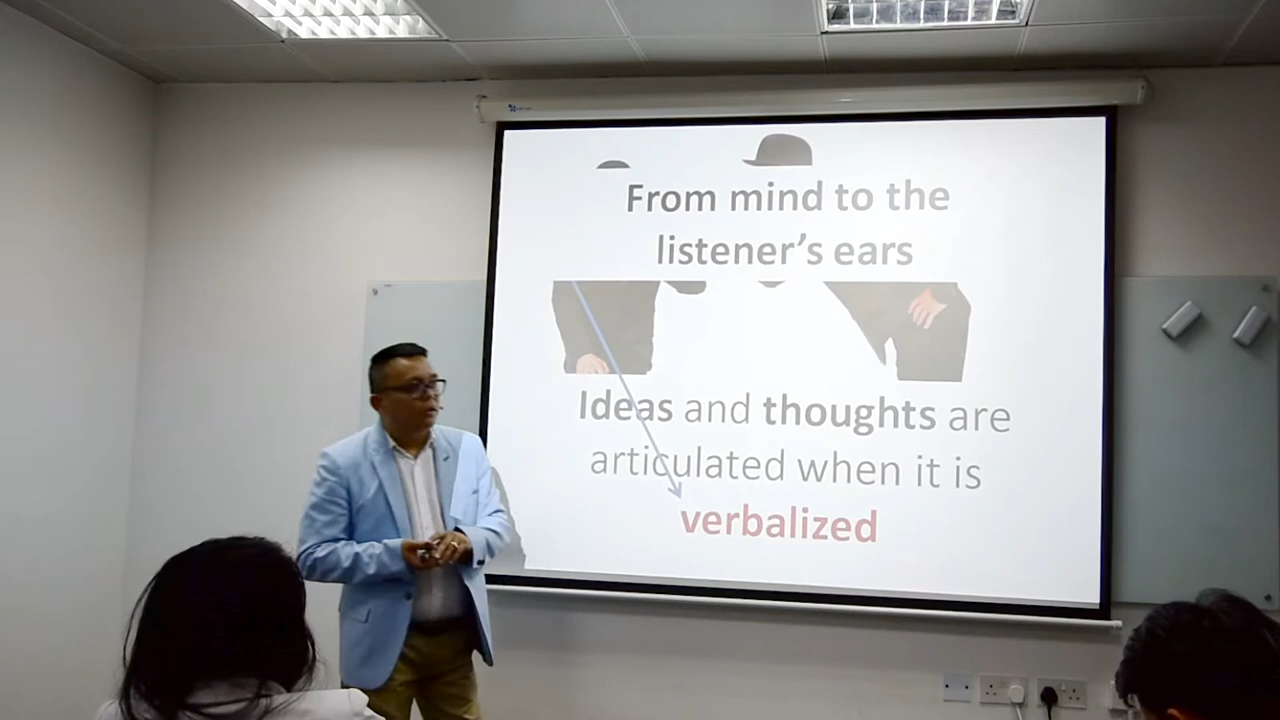 From mind to the
listener’s ears
Ideas and thoughts are
articulated when it is
verbalized